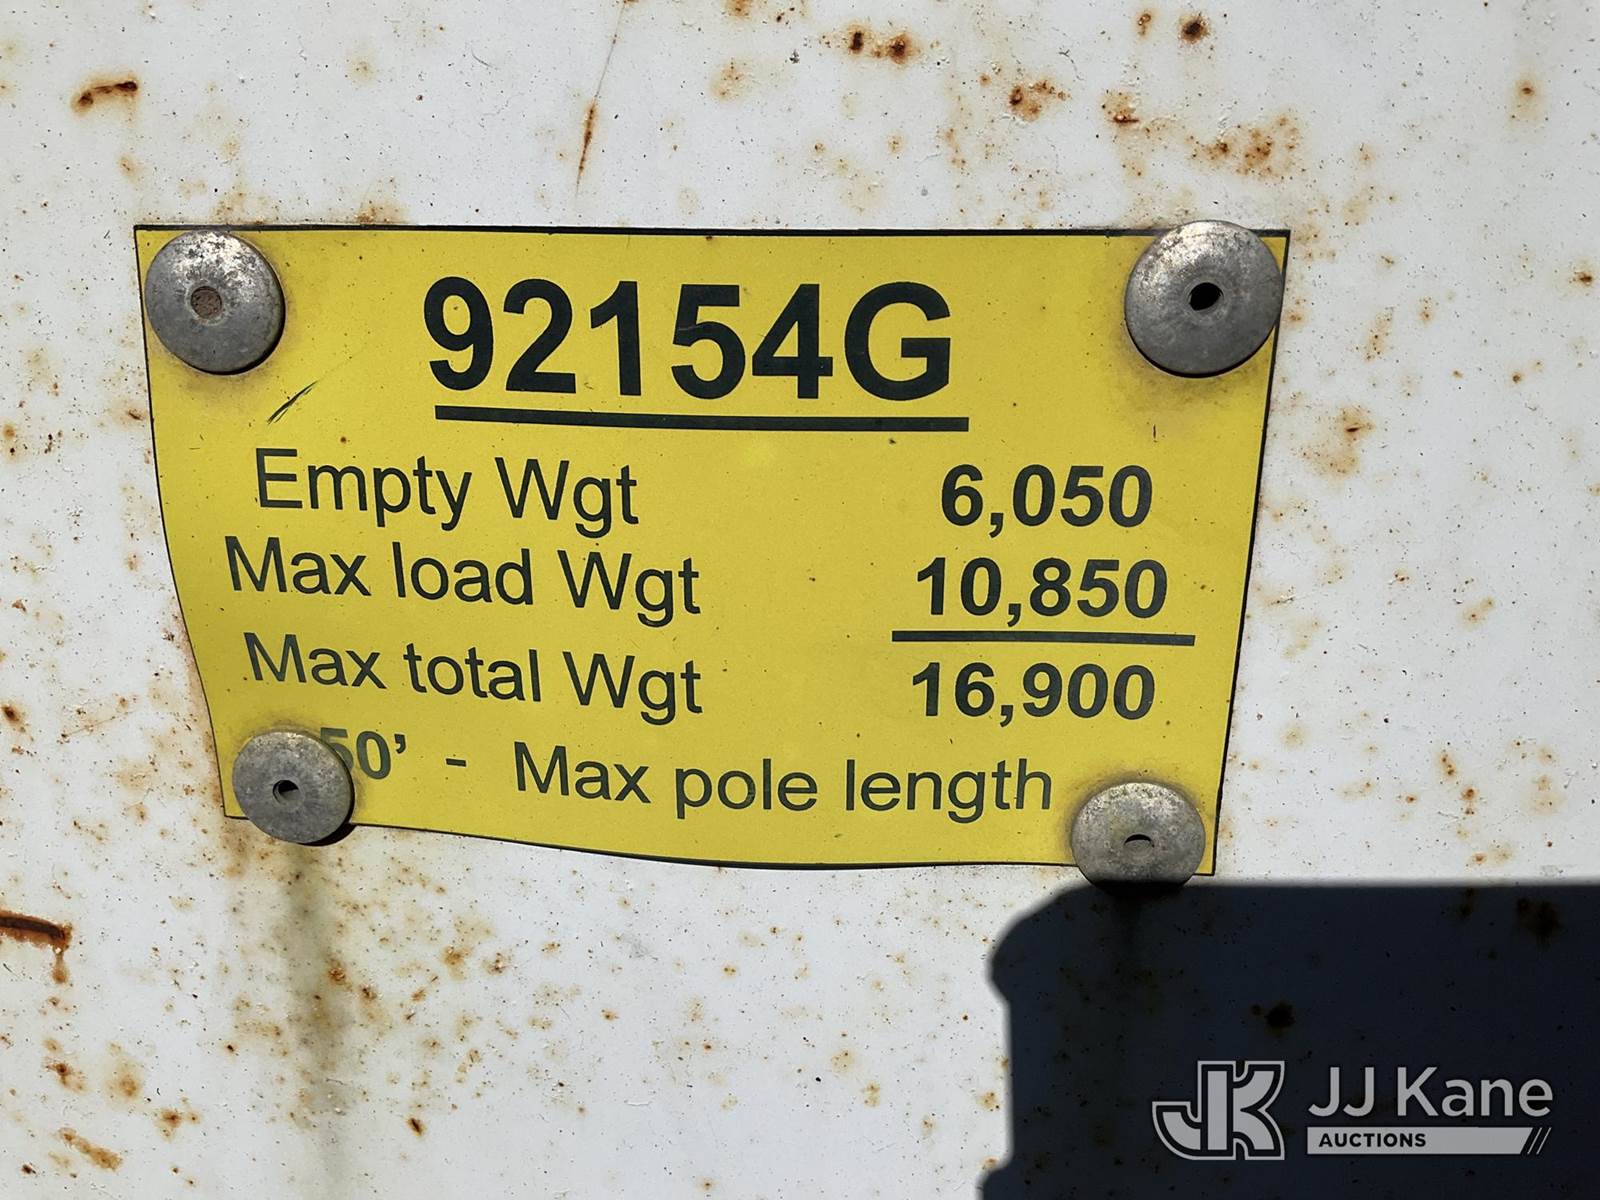 92154G
Empty Wgt 6,050
Max load Wgt 10,850
Max total Wgt 16,900
50' - Max pole length
JK JJ Kane
AUCTIONS